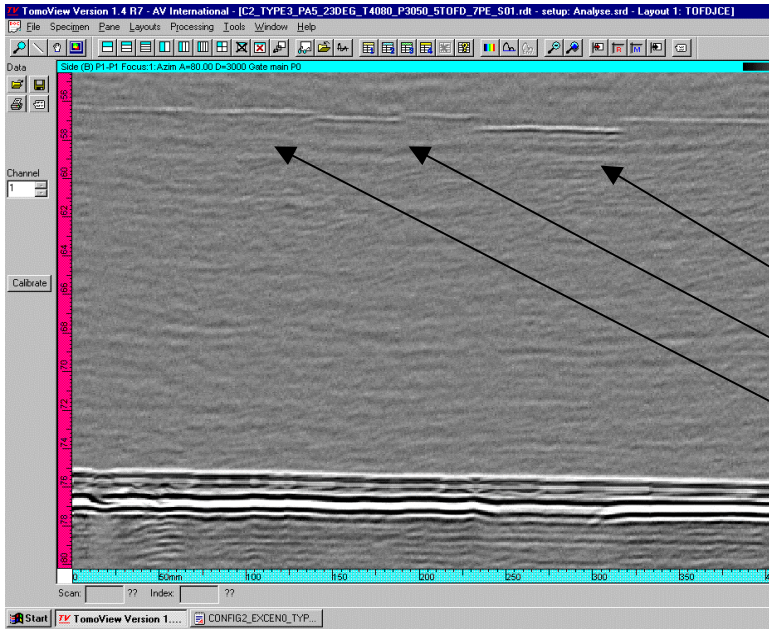 TomoView Version 1.4 R7 - AV International - [C2_TYPE3_PA5_23DEG_T4080_P3050_5TOFD_7PE_S01.rdt - setup: Analyse.srd - Layout 1: TOFDJCE]
File Specimen Pane Layouts Processing Tools Window Help
Data
Side (B) P1-P1 Focus:1: Azim A=80.00 D=3000 Gate main P0
Channel
1
Calibrate
56
58
60
62
64
66
68
70
72
74
76
78
80
0 50mm 100 150 200 250 300 350
Scan: ?? Index: ??
Start TomoView Version 1.... CONFIG2_EXCEN0_TYP...